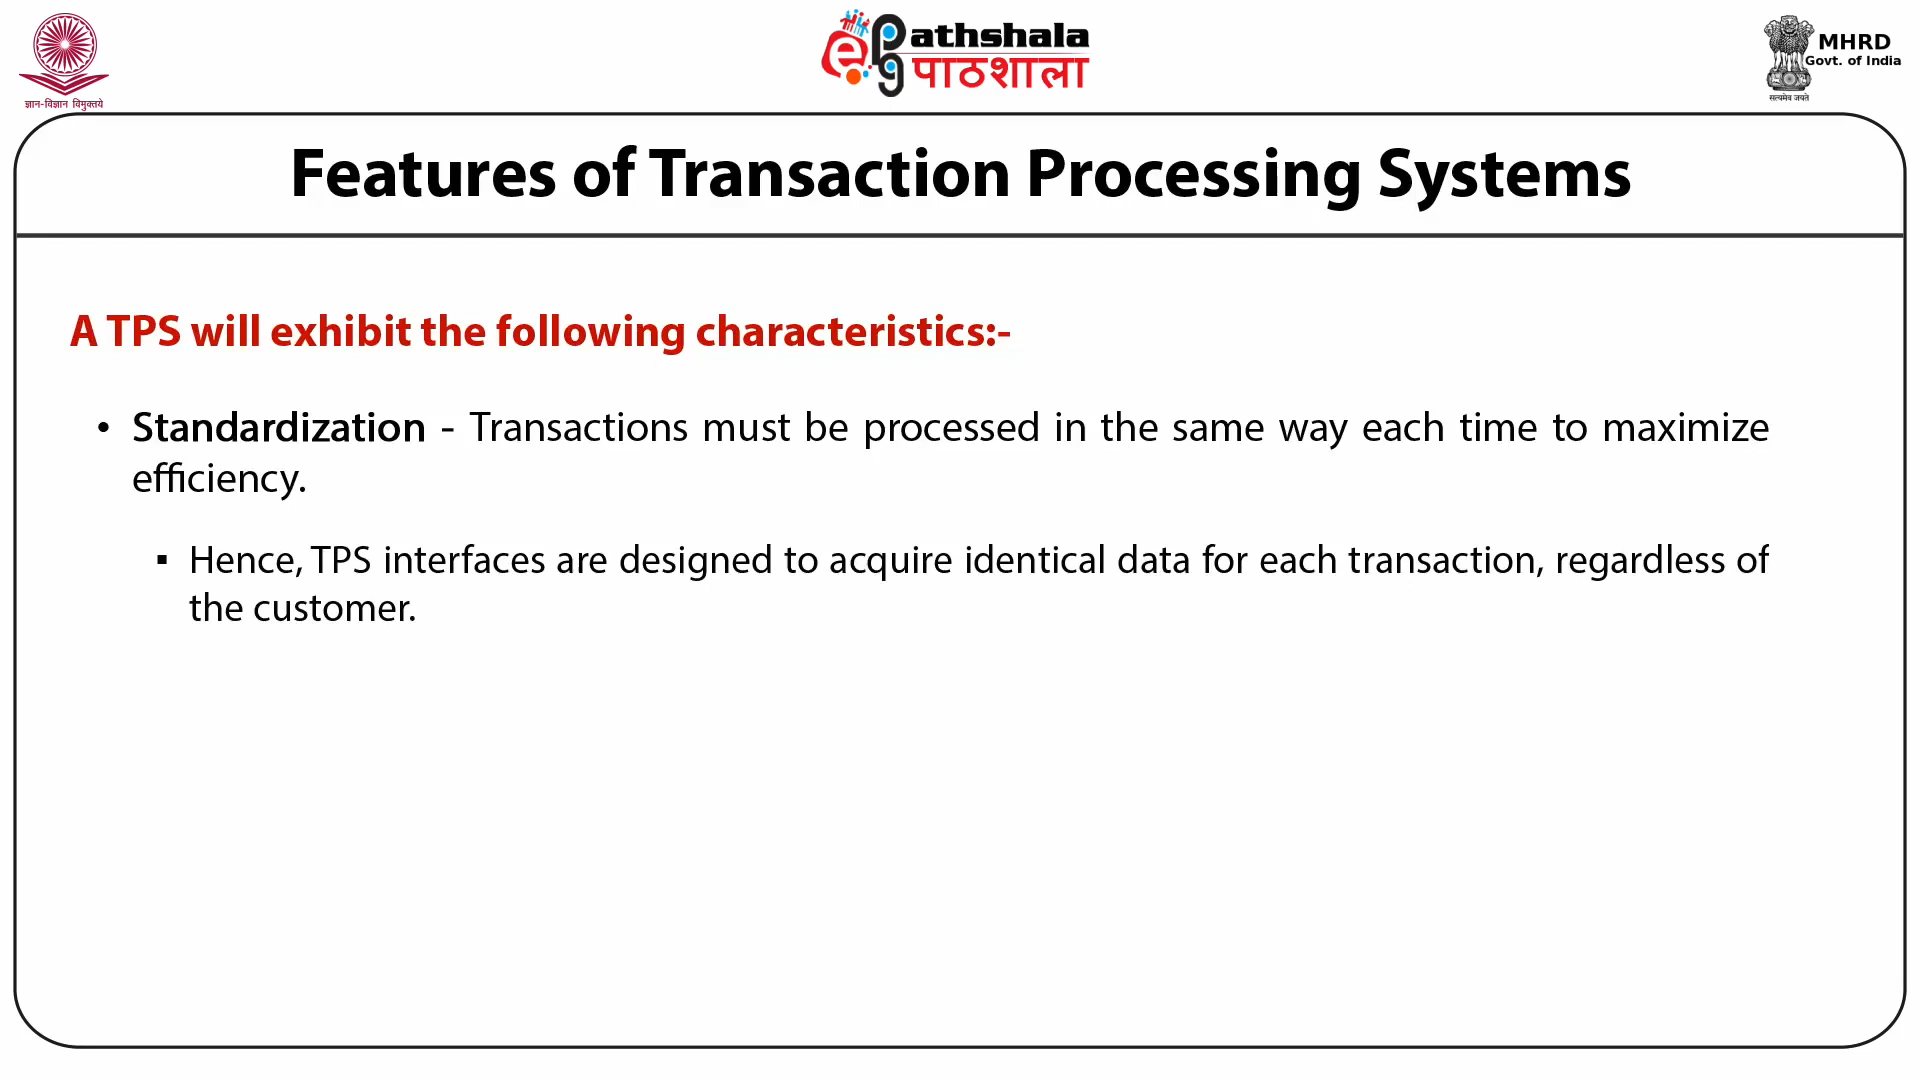 ज्ञान-विज्ञान विमुक्तये
ePathshala
पाठशाला
MHRD
Govt. of India
सत्यमेव जयते
Features of Transaction Processing Systems
A TPS will exhibit the following characteristics:-
• Standardization - Transactions must be processed in the same way each time to maximize
efficiency.
▪ Hence, TPS interfaces are designed to acquire identical data for each transaction, regardless of
the customer.